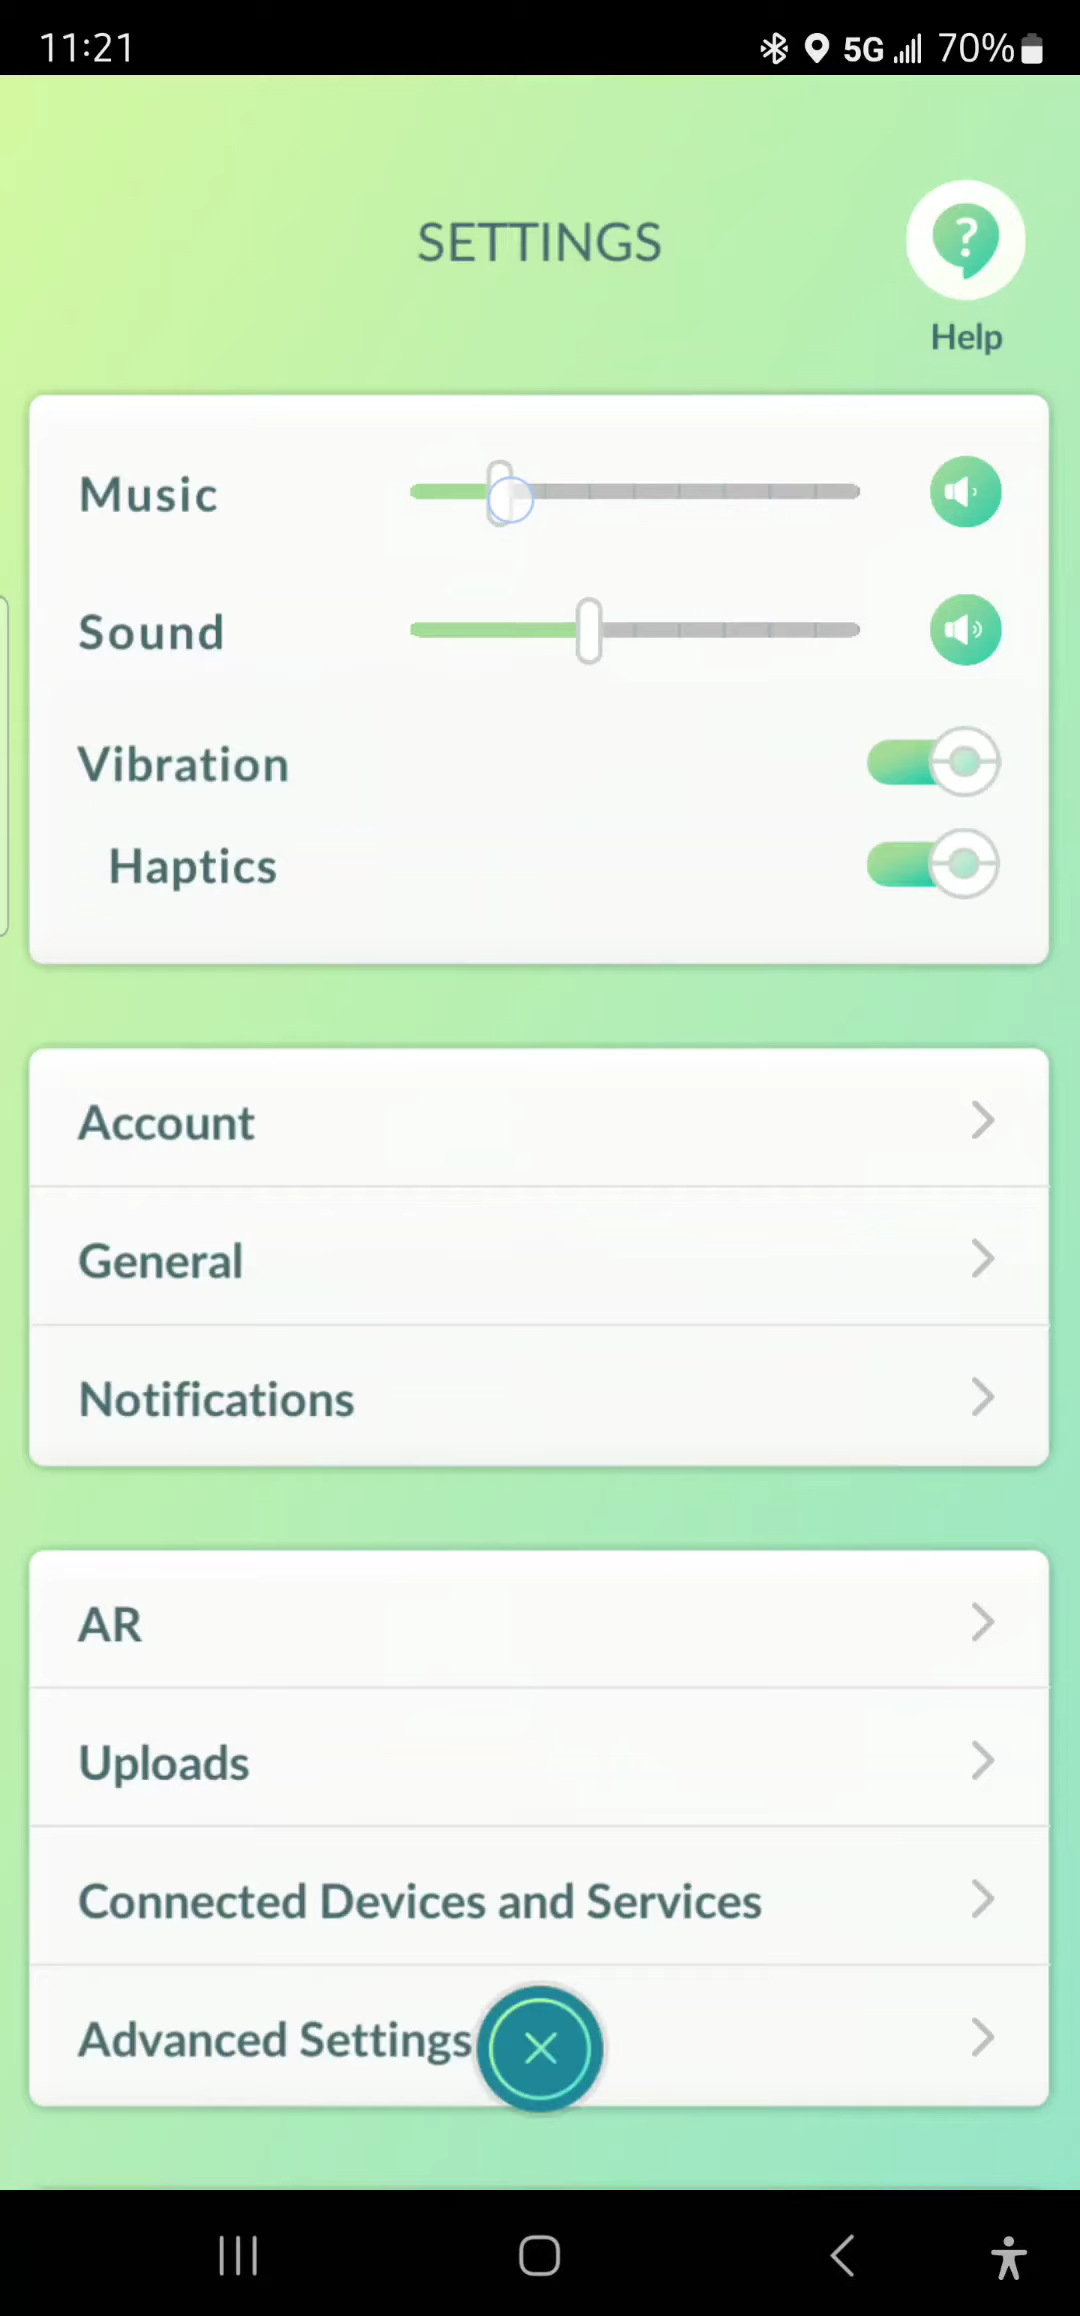 11:21
5G 70%
SETTINGS
?
Help
Music
Sound
Vibration
Haptics
Account
General
Notifications
AR
Uploads
Connected Devices and Services
Advanced Settings